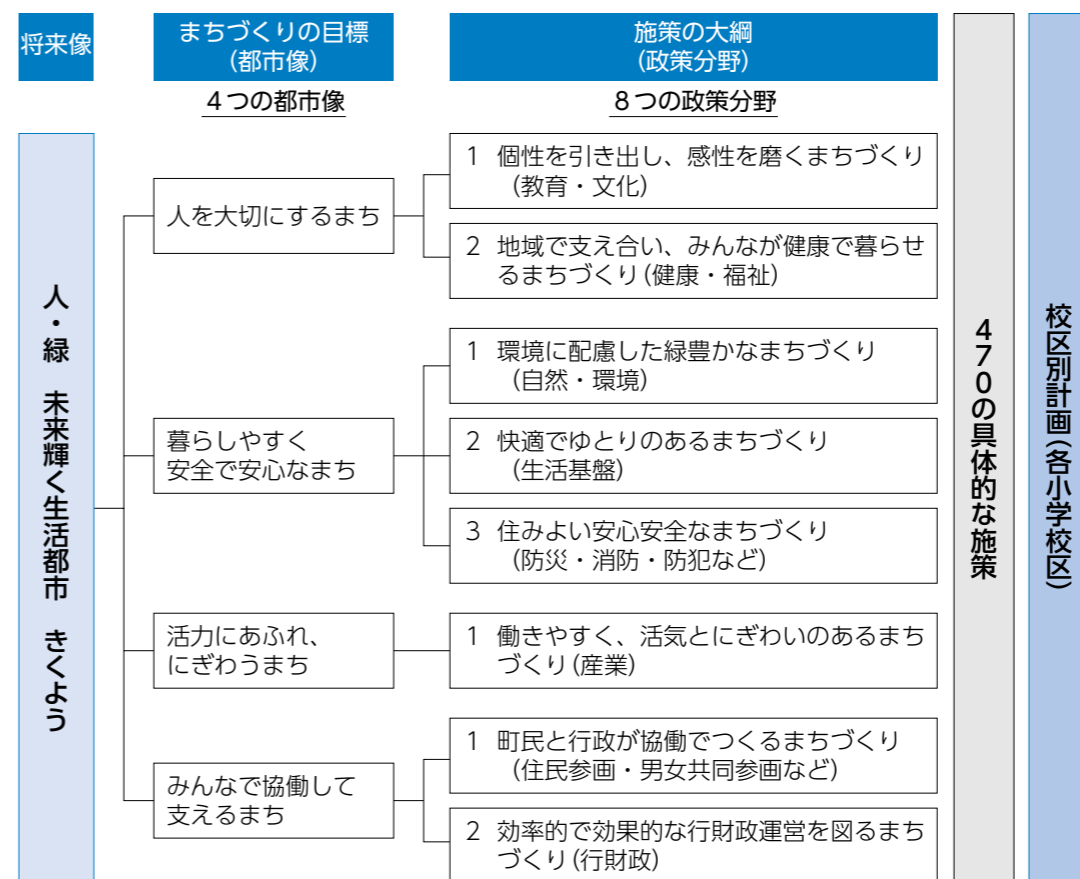 将来像
まちづくりの目標
(都市像)
施策の大綱
(政策分野)
4つの都市像
8つの政策分野
人・緑 未来輝く生活都市 きくよう
人を大切にするまち
1 個性を引き出し、感性を磨くまちづくり
(教育・文化)
2 地域で支え合い、みんなが健康で暮らせ
るまちづくり(健康・福祉)
暮らしやすく
安全で安心なまち
1 環境に配慮した緑豊かなまちづくり
(自然・環境)
2 快適でゆとりのあるまちづくり
(生活基盤)
3 住みよい安心安全なまちづくり
(防災・消防・防犯など)
活力にあふれ、
にぎわうまち
1 働きやすく、活気とにぎわいのあるまち
づくり(産業)
みんなで協働して
支えるまち
1 町民と行政が協働でつくるまちづくり
(住民参画・男女共同参画など)
2 効率的で効果的な行財政運営を図るまち
づくり(行財政)
470の具体的な施策
校区別計画(各小学校区)